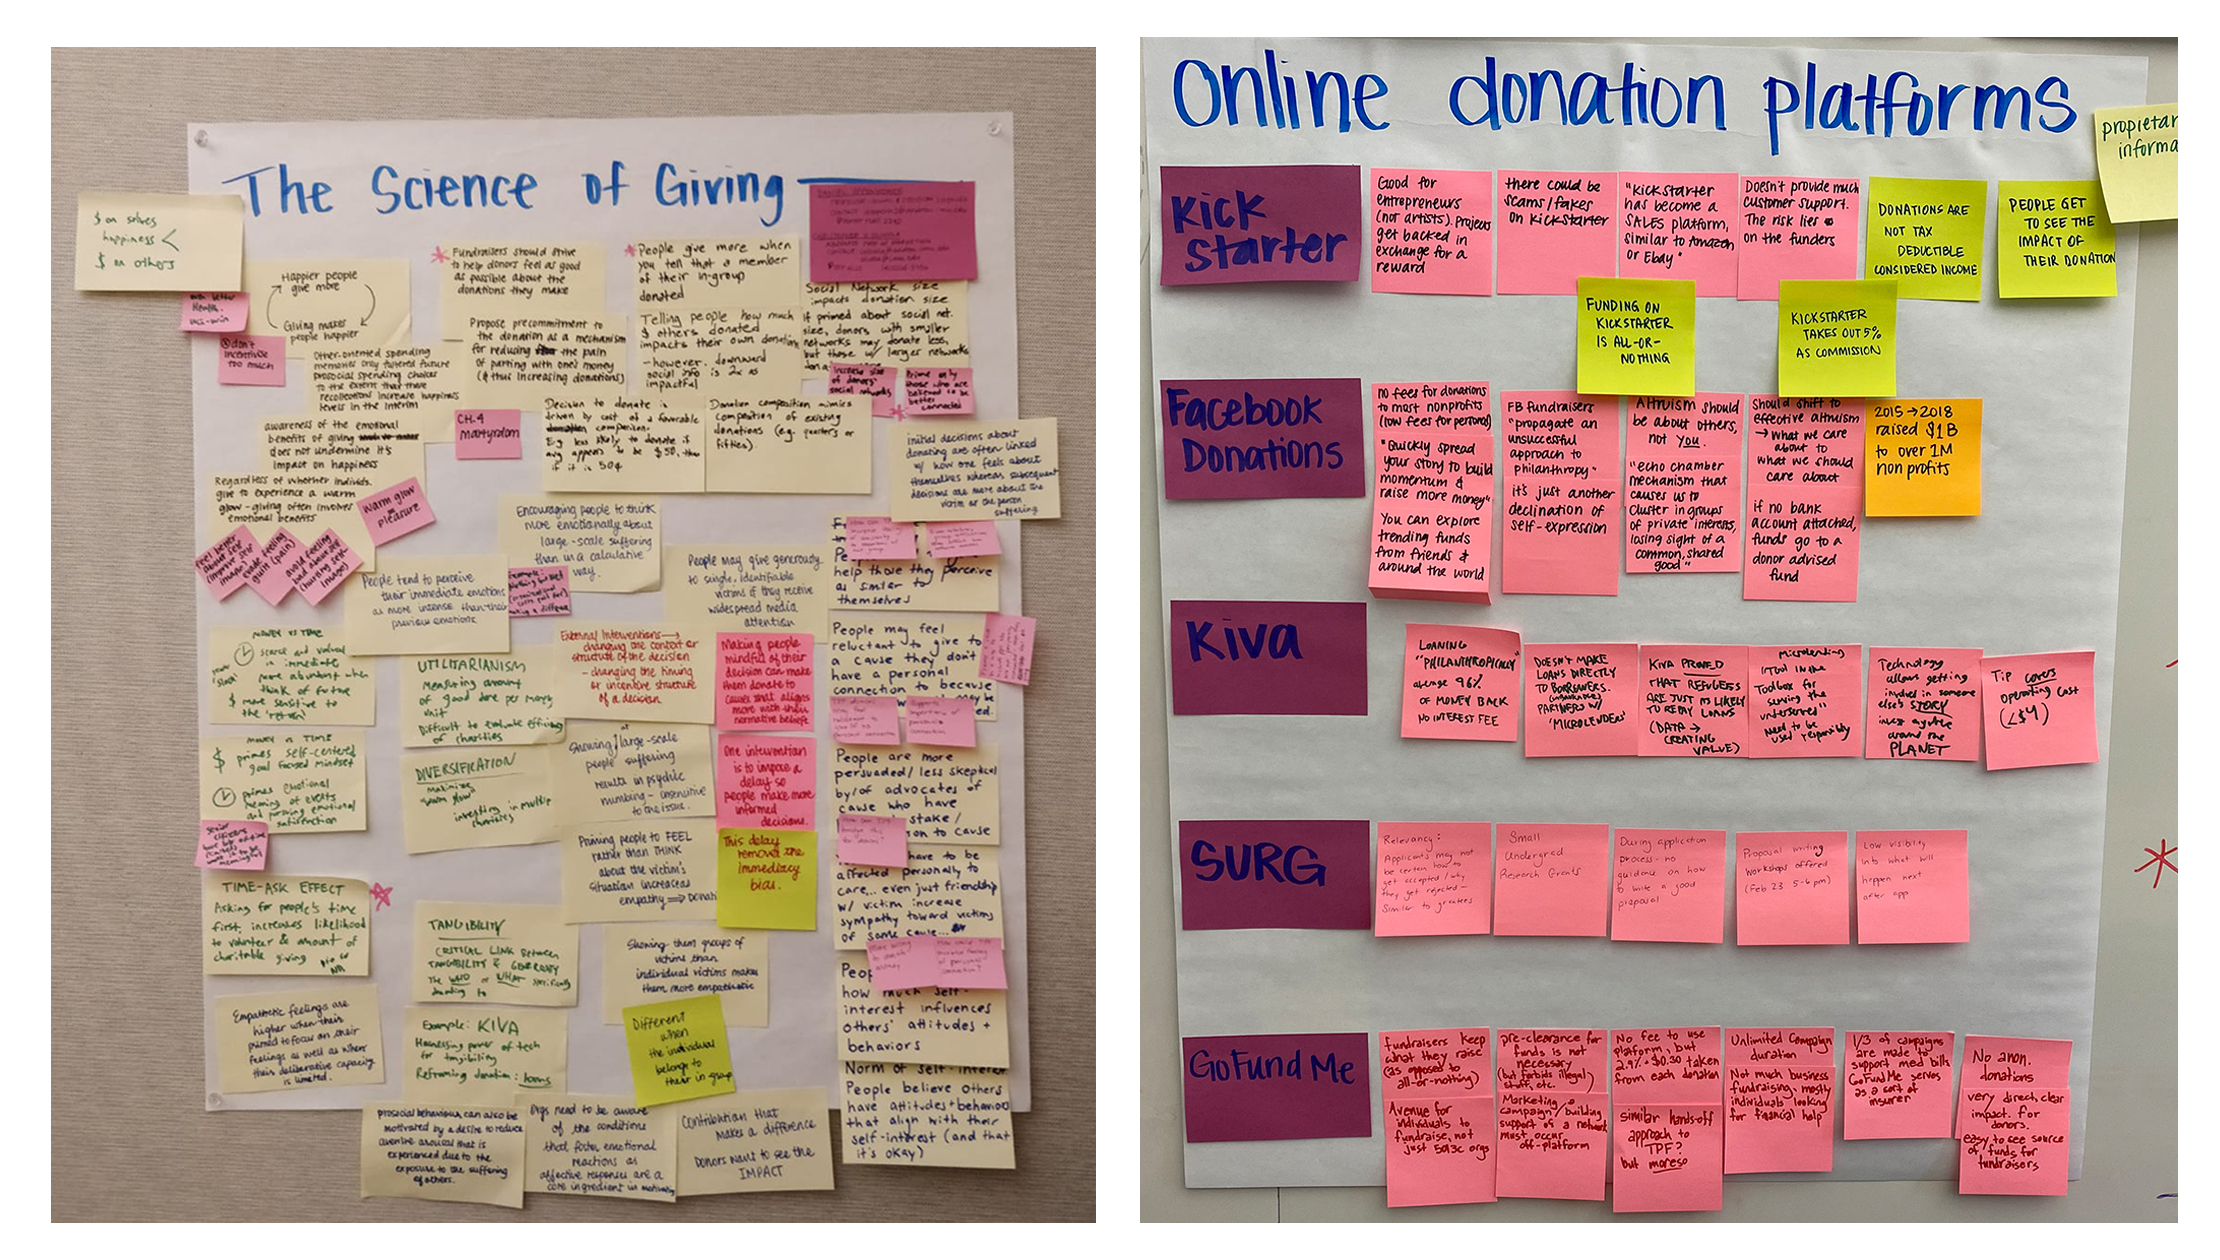 The Science of Giving
$ on selves
happiness <
$ on others
Happier people
give more
Giving makes
people happier
Fundraisers should strive
to help donors feel as good
as possible about the
donations they make
People give more when
you tell that a member
of their in-group
donated
Social Network size
impacts donation size
if primed about social net.
size, donors with smaller
networks may donate less,
but those w/ larger networks
don't
incentivize
too much
Other-oriented spending
memories only fostered future
prosocial spending choices
to the extent that these
recollections increase happiness
levels in the interim
Propose precommitment to
the donation as a mechanism
for reducing the pain
of parting with one's money
(& thus increasing donations)
Telling people how much
$ others donated
impacts their own donation
-however, downward
social info is 2x as
impactful
Increase size
of donors'
social networks
Prime only
those who are
believed to be
better
connected
awareness of the emotional
benefits of giving
does not undermine it's
impact on happiness
CH.4
Martyrdom
Decision to donate is
driven by cost of a favorable
comparison.
E.g less likely to donate if
avg appears to be $50, than
if it is 50¢
Donation composition mimics
composition of existing
donations (e.g. quarters or
fifties)
initial decisions about
donating are often linked
w/ how one feels about
themselves whereas subsequent
decisions are more about the
victim or the person
suffering
Regardless of whether individs.
give to experience a warm
glow - giving often involves
emotional benefits
Warm glow
=
pleasure
Feel better
about self
(improve self
image)
evade feeling
guilt (pain)
avoid feeling
bad about self
(hurting self-
image)
Encouraging people to think
more emotionally about
large-scale suffering
than in a calculative
way.
People tend to perceive
their immediate emotions
as more intense than their
previous emotions
People may give generously
to single, identifiable
victims if they receive
widespread media
attention
help those they perceive
as similar to
themselves
MONEY VS TIME
scarce and valued
in immediate
more abundant when
think of future
$ more sensitive to
the 'return'
UTILITARIANISM
Measuring amount
of good done per money
unit
Difficult to evaluate efficiency
of charities
External Interventions →
changing the context or
structure of the decision
- changing the timing
or incentive structure
of a decision
Making people
mindful of their
decision can make
them donate to
causes that aligns
more with their
normative beliefs
People may feel
reluctant to give to
a cause they don't
have a personal
connection to because
MONEY vs TIME
$ primes self-centered
goal focused mindset
primes emotional
meaning of events
and pursuing emotional
satisfaction
DIVERSIFICATION
Maximize
"warm glow"
investing in multiple
charities
Showing large-scale
people suffering
results in psychic
numbing - insensitive
to the issue.
One intervention
is to impose a
delay so
people make more
informed
decisions.
People are more
persuaded/less skeptical
by/of advocates of
cause who have
stake/
TIME-ASK EFFECT
Asking for people's time
first, increases likelihood
to volunteer & amount of
charitable giving
Priming people to FEEL
rather than THINK
about the victim's
situation increases
empathy ⇒ donat
This delay
removes the
immediacy
bias.
have to be
affected personally to
care... even just friendship
w/ victim increase
sympathy toward victims
of same cause...
TANGIBILITY
CRITICAL LINK BETWEEN
TANGIBILITY & GENEROSITY
The WHO or WHAT specifically
donating to
Showing them groups of
victims than
individual victims makes
them more empathetic
how much self-
interest influences
others' attitudes +
behaviors
Empathetic feelings are
higher when their
primed to focus on their
feelings as well as when
their deliberative capacity
is limited.
Example: KIVA
Harnessing power of tech
for tangibility
Reframing donation: loans
Different
when
the individual
belongs to
their in group
Norm of self-interest
People believe others
have attitudes+behaviors
that align with their
self-interest (and that
it's okay)
prosocial behaviour can also be
motivated by a desire to reduce
aversive arousal that is
experienced due to the
exposure to the suffering
of others.
Orgs need to be aware
of the conditions
that foster emotional
reactions as
affective responses are a
core ingredient in motivating
Contribution that
makes a difference
Donors want to see the
IMPACT
Online donation platforms
propietar
informa
Kick
Starter
Good for
entrepreneurs
(not artists). Projects
get backed in
exchange for a
reward
there could be
scams/fakes
on Kickstarter
"Kickstarter
has become a
SALES platform,
similar to Amazon
or Ebay"
Doesn't provide much
customer support.
The risk lies
on the funders
DONATIONS ARE
NOT TAX
DEDUCTIBLE
CONSIDERED INCOME
PEOPLE GET
TO SEE THE
IMPACT OF
THEIR DONATION
FUNDING ON
KICKSTARTER
IS ALL-OR-
NOTHING
KICKSTARTER
TAKES OUT 5%
AS COMMISSION
Facebook
Donations
no fees for donations
to most nonprofits
(low fees for personal)
"Quickly spread
your story to build
momentum &
raise more money"
You can explore
trending funds
from friends &
around the world
FB fundraisers
"propagate an
unsuccessful
approach to
philanthropy"
it's just another
declination of
self-expression
Altruism should
be about others,
not you.
"echo chamber
mechanism that
causes us to
cluster in groups
of private interests,
losing sight of a
common, shared
good"
should shift to
effective altruism
→ what we care
about to
what we should
care about
if no bank
account attached,
funds go to a
donor advised
fund
2015 → 2018
raised $1B
to over 1M
non profits
Kiva
LOANING
"PHILANTHROPICALLY"
average 96%
OF MONEY BACK
NO INTEREST FEE
DOESN'T MAKE
LOANS DIRECTLY
TO BORROWERS.
PARTNERS W/
'MICROLENDERS'
KIVA PROVED
THAT REFUGEES
ARE JUST AS LIKELY
TO REPAY LOANS
(DATA →
CREATING
VALUE)
Microlending
1 Tool in the
Toolbox for
serving the
underserved"
need to be
used responsibly
Technology
allows getting
involved in someone
else's STORY
invest anywhere
around the
PLANET
Tip covers
operating cost
(<$4)
SURG
Relevancy:
Applicants may not
be certain how to
get accepted / why
they get rejected -
Similar to grantees
Small
Undergrad
Research Grants
During application
process - no
guidance on how
to write a good
proposal
Proposal writing
workshops offered
(Feb 23 5-6 pm)
Low visibility
into what will
happen next
after app
GoFund Me
fundraisers keep
what they raise
(as opposed to
all-or-nothing)
Avenue for
individuals to
fundraise, not
just 501c3 orgs
pre-clearance for
funds is not
necessary
(but forbids illegal
stuff, etc.
Marketing &
campaign/building
support of a network
must occur
off-platform
No fee to use
platform, but
2.9% + $0.30 taken
from each donation
similar hands-off
approach to
TPF?
but moreso
Unlimited Campaign
duration
Not much business
fundraising, mostly
individuals looking
for financial help
1/3 of campaigns
are made to
support med bills
GoFundMe serves
as a sort of
insurer
No anon.
donations
very direct, clear
impact for
donors.
easy to see source
of funds for
fundraisers